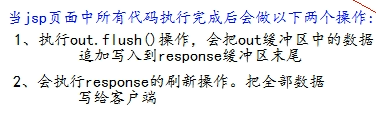 当jsp页面中所有代码执行完成后会做以下两个操作:
1、执行out.flush()操作，会把out缓冲区中的数据
追加写入到response缓冲区末尾
2、会执行response的刷新操作。把全部数据
写给客户端